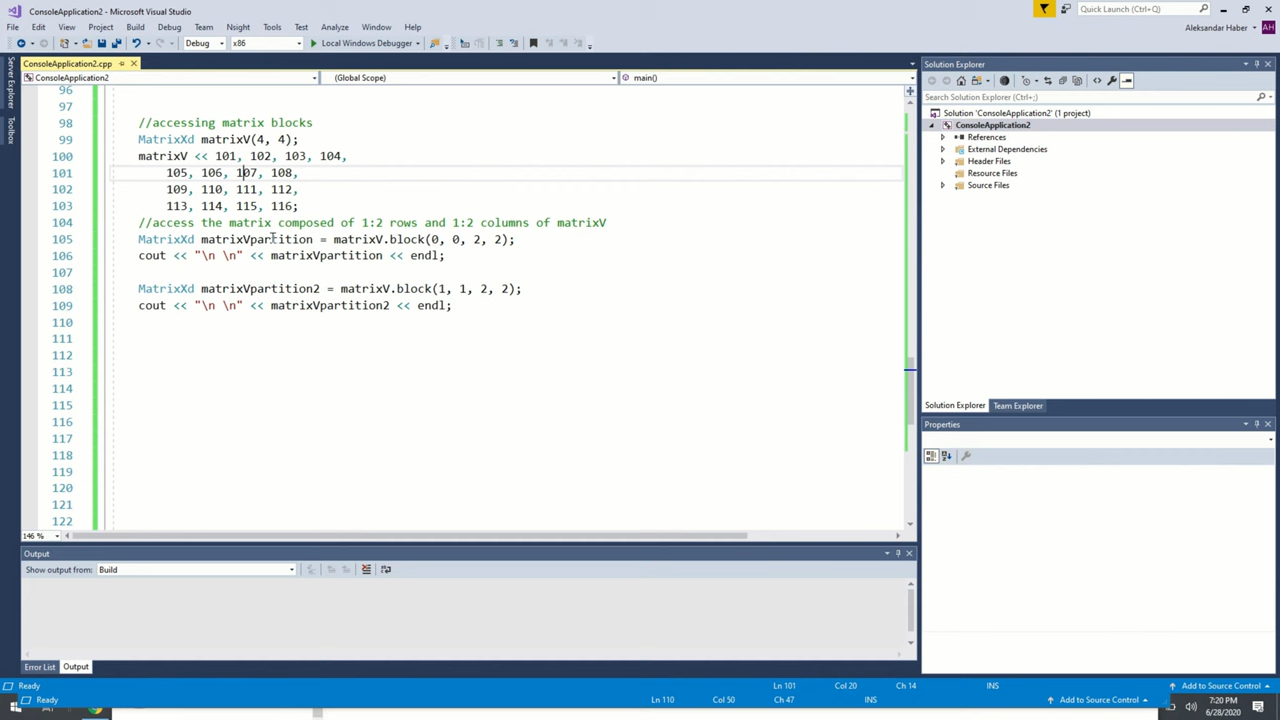 ConsoleApplication2 - Microsoft Visual Studio
Quick Launch (Ctrl+Q)
File Edit View Project Build Debug Team Nsight Tools Test Analyze Window Help
Aleksandar Haber AH
Debug x86 Local Windows Debugger
Server Explorer
Toolbox
ConsoleApplication2.cpp
ConsoleApplication2 (Global Scope) main()
96
97
98 //accessing matrix blocks
99 MatrixXd matrixV(4, 4);
100 matrixV << 101, 102, 103, 104,
101 105, 106, 107, 108,
102 109, 110, 111, 112,
103 113, 114, 115, 116;
104 //access the matrix composed of 1:2 rows and 1:2 columns of matrixV
105 MatrixXd matrixVpartition = matrixV.block(0, 0, 2, 2);
106 cout << "\n \n" << matrixVpartition << endl;
107
108 MatrixXd matrixVpartition2 = matrixV.block(1, 1, 2, 2);
109 cout << "\n \n" << matrixVpartition2 << endl;
110
111
112
113
114
115
116
117
118
119
120
121
122
146 %
Solution Explorer
Search Solution Explorer (Ctrl+;)
Solution 'ConsoleApplication2' (1 project)
ConsoleApplication2
References
External Dependencies
Header Files
Resource Files
Source Files
Solution Explorer Team Explorer
Properties
Output
Show output from: Build
Error List Output
Ready Ln 101 Col 20 Ch 14 INS Add to Source Control
Ready Ln 110 Col 50 Ch 47 INS Add to Source Control
7:20 PM
6/28/2020